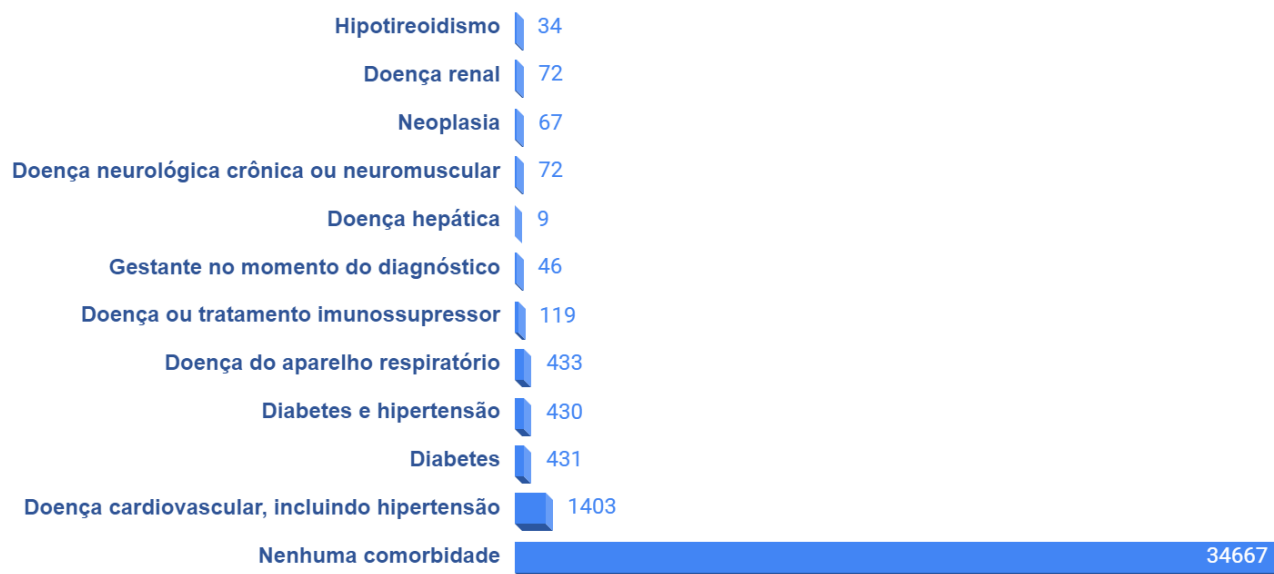 Hipotireoidismo 34
Doença renal 72
Neoplasia 67
Doença neurológica crônica ou neuromuscular 72
Doença hepática 9
Gestante no momento do diagnóstico 46
Doença ou tratamento imunossupressor 119
Doença do aparelho respiratório 433
Diabetes e hipertensão 430
Diabetes 431
Doença cardiovascular, incluindo hipertensão 1403
Nenhuma comorbidade 34667